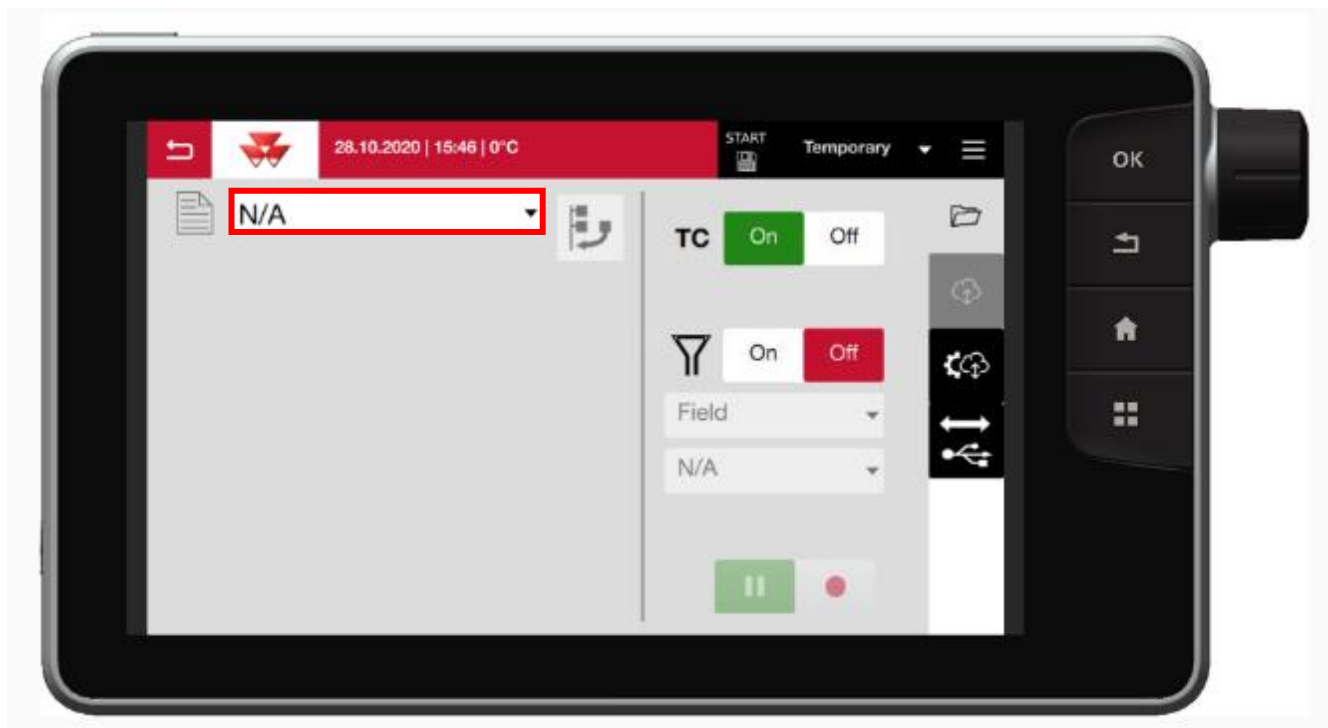 28.10.2020 | 15:46 | 0°C
START
Temporary
N/A
TC On Off
On Off
Field
N/A
OK